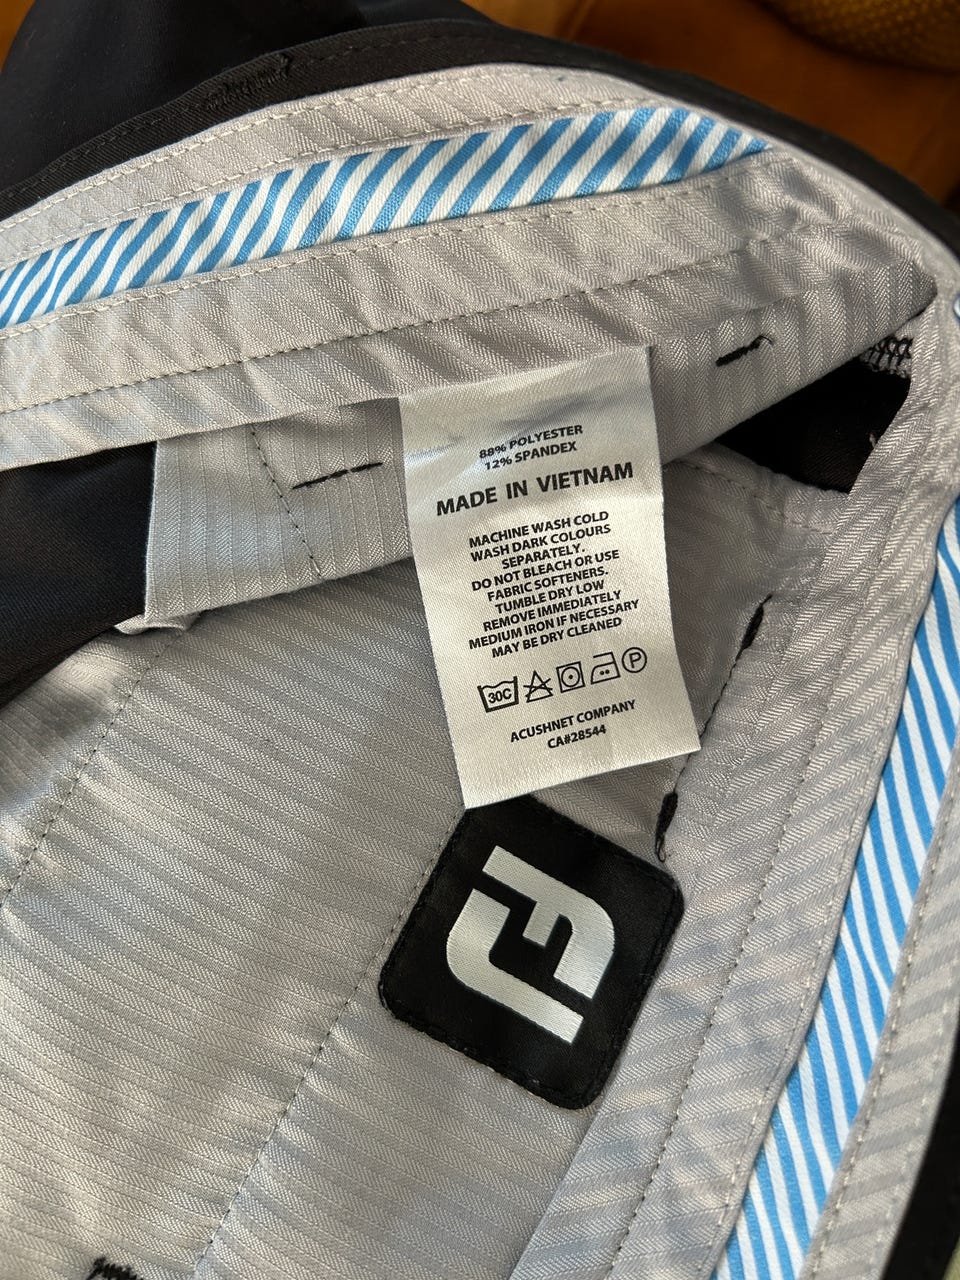 88% POLYESTER
12% SPANDEX
MADE IN VIETNAM
MACHINE WASH COLD
WASH DARK COLOURS
SEPARATELY.
DO NOT BLEACH OR USE
FABRIC SOFTENERS.
TUMBLE DRY LOW
REMOVE IMMEDIATELY
MEDIUM IRON IF NECESSARY
MAY BE DRY CLEANED
30C P
ACUSHNET COMPANY
CA#28544
FJ